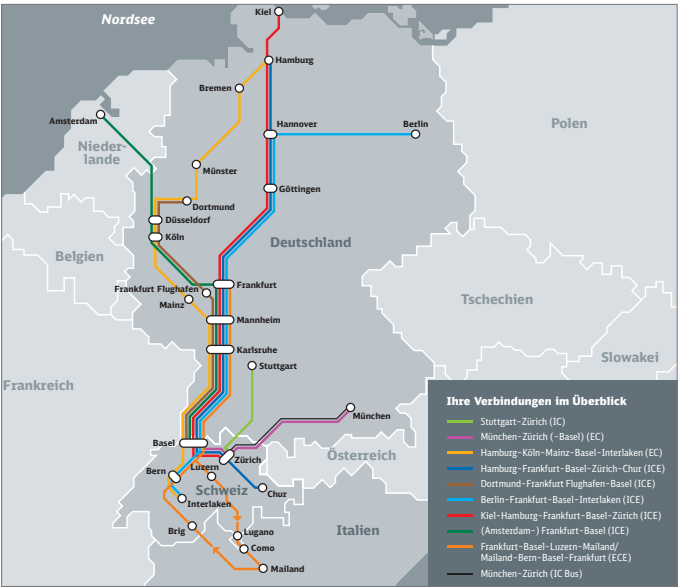 Nordsee
Kiel
Hamburg
Bremen
Amsterdam
Hannover
Berlin
Polen
Nieder-
lande
Münster
Göttingen
Dortmund
Düsseldorf
Köln
Deutschland
Belgien
Frankfurt Flughafen
Frankfurt
Mainz
Tschechien
Mannheim
Karlsruhe
Slowakei
Stuttgart
Frankreich
München
Basel
Zürich
Österreich
Bern
Luzern
Schweiz
Chur
Interlaken
Brig
Lugano
Como
Italien
Mailand
Ihre Verbindungen im Überblick
Stuttgart-Zürich (IC)
München-Zürich (-Basel) (EC)
Hamburg-Köln-Mainz-Basel-Interlaken (EC)
Hamburg-Frankfurt-Basel-Zürich-Chur (ICE)
Dortmund-Frankfurt Flughafen-Basel (ICE)
Berlin-Frankfurt-Basel-Interlaken (ICE)
Kiel-Hamburg-Frankfurt-Basel-Zürich (ICE)
(Amsterdam-) Frankfurt-Basel (ICE)
Frankfurt-Basel-Luzern-Mailand/
Mailand-Bern-Basel-Frankfurt (ECE)
München-Zürich (IC Bus)